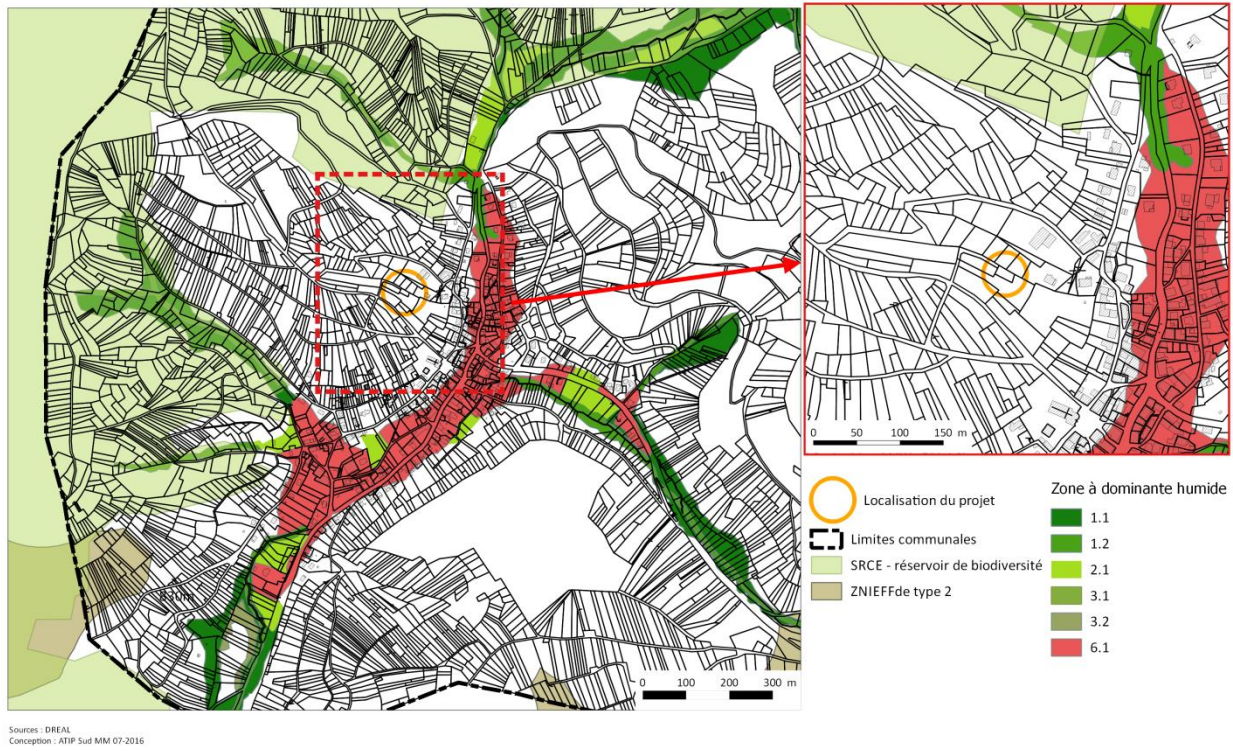 0 50 100 150 m
Localisation du projet
Limites communales
SRCE - réservoir de biodiversité
ZNIEFFde type 2
Zone à dominante humide
1.1
1.2
2.1
3.1
3.2
6.1
0 100 200 300 m
Sources : DREAL
Conception : ATIP Sud MM 07-2016